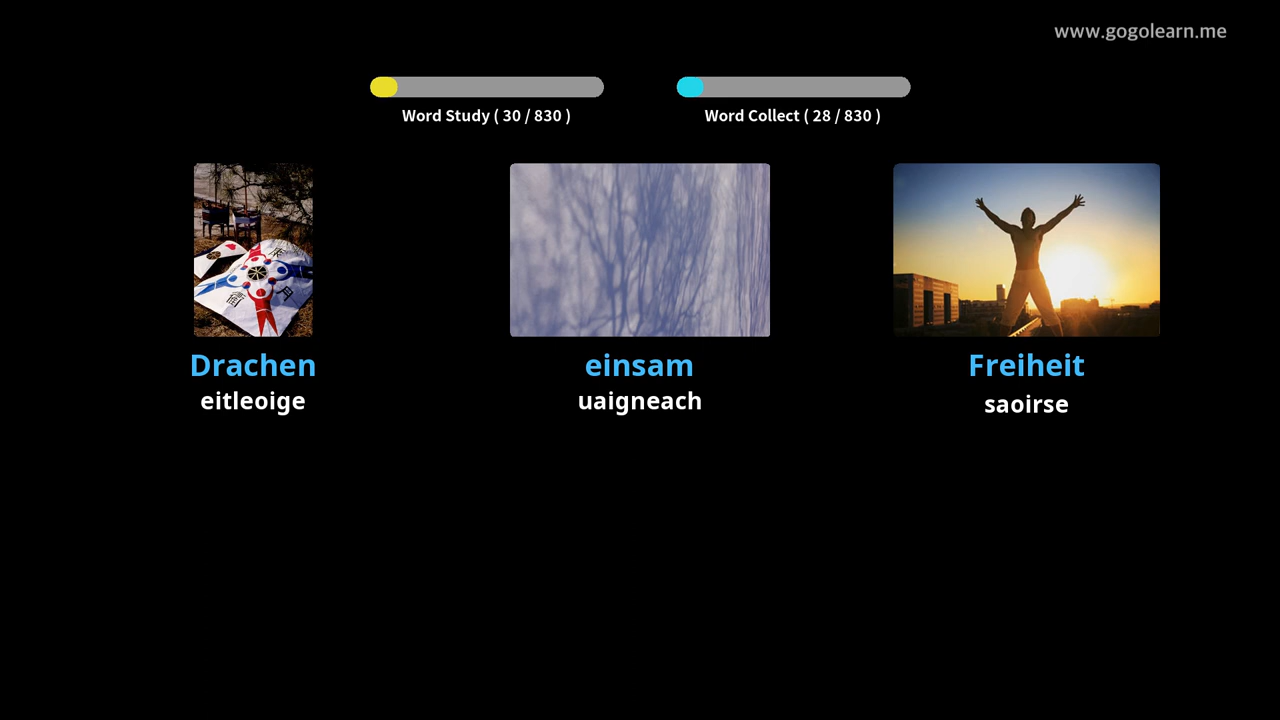 www.gogolearn.me
Word Study ( 30 / 830 )
Word Collect ( 28 / 830 )
Drachen
einsam
Freiheit
eitleoige
uaigneach
saoirse